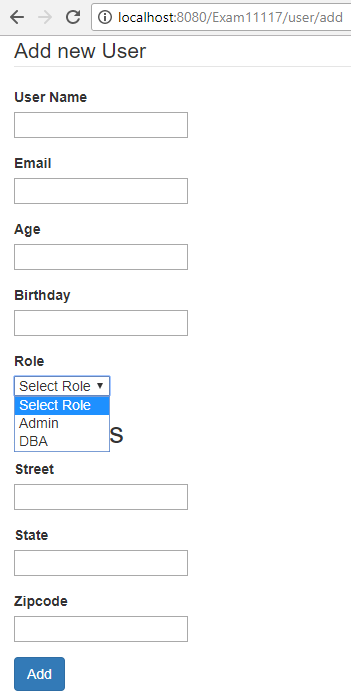 localhost:8080/Exam11117/user/add
Add new User
User Name
Email
Age
Birthday
Role
Select Role
Select Role
Admin
DBA
s
Street
State
Zipcode
Add